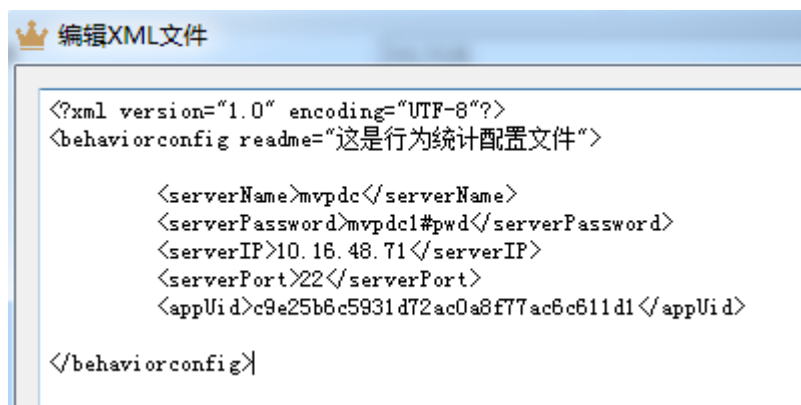 编辑XML文件
<?xml version="1.0" encoding="UTF-8"?>
<behaviorconfig readme="这是行为统计配置文件">
<serverName>mvpdc</serverName>
<serverPassword>mvpdc1#pwd</serverPassword>
<serverIP>10.16.48.71</serverIP>
<serverPort>22</serverPort>
<appUid>c9e25b6c5931d72ac0a8f77ac6c611d1</appUid>
</behaviorconfig>